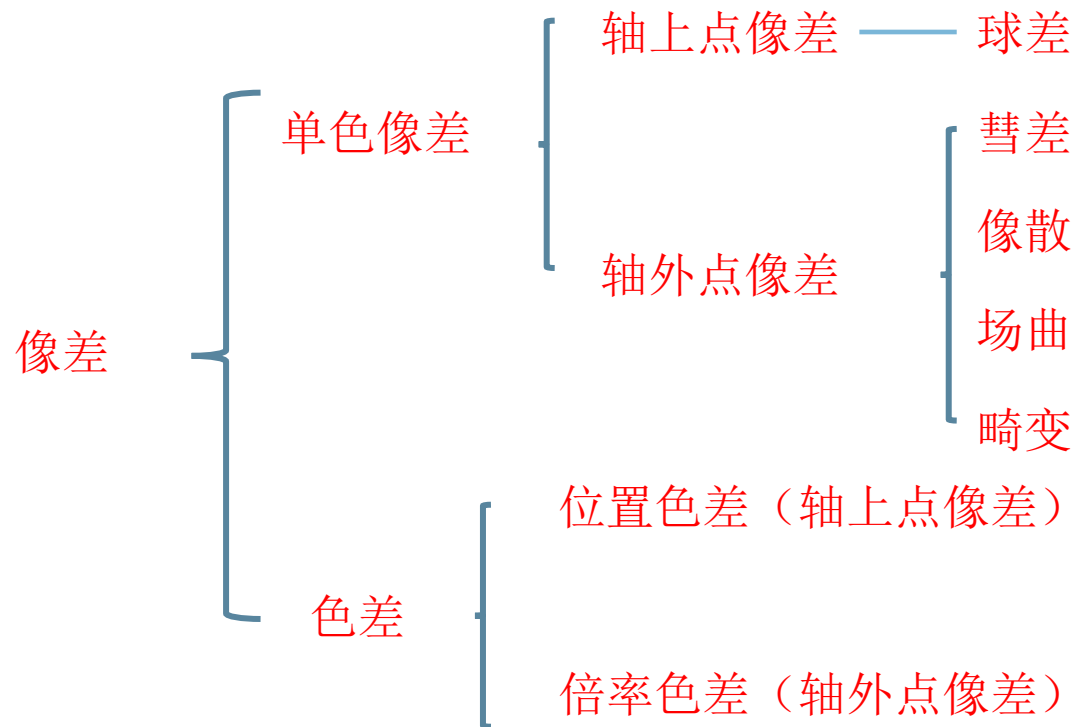 轴上点像差
球差
单色像差
彗差
像散
轴外点像差
场曲
像差
畸变
位置色差（轴上点像差）
色差
倍率色差（轴外点像差）